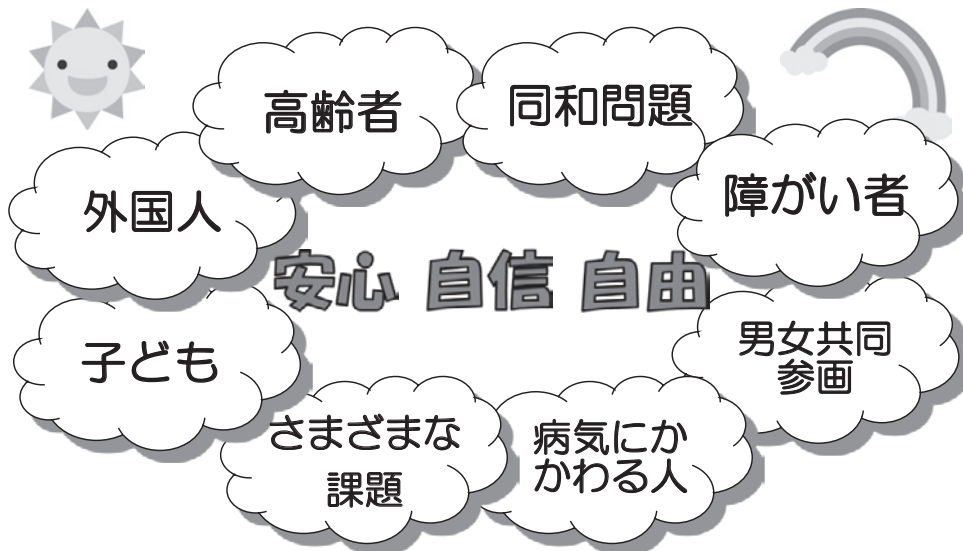 高齢者
同和問題
外国人
障がい者
安心 自信 自由
子ども
男女共同
参画
さまざまな
課題
病気にか
かわる人